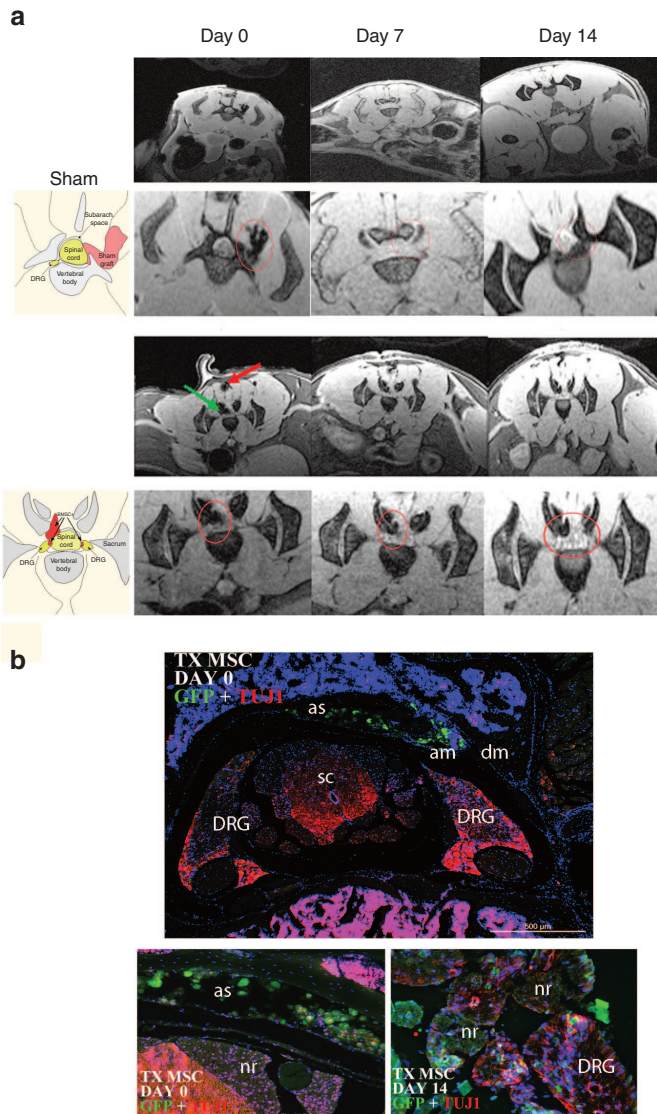 a
Day 0 Day 7 Day 14
Sham
Subarach.
space
Spinal
cord
Sham
graft
DRG
Vertebral
body
BMSCs
Spinal
cord
Sacrum
DRG
DRG
Vertebral
body
b
TX MSC
DAY 0
GFP + TUJ1
as
am
dm
sc
DRG
DRG
500 µm
as
nr
TX MSC
DAY 0
GFP +
nr
nr
DRG
TX MSC
DAY 14
GFP + TUJ1